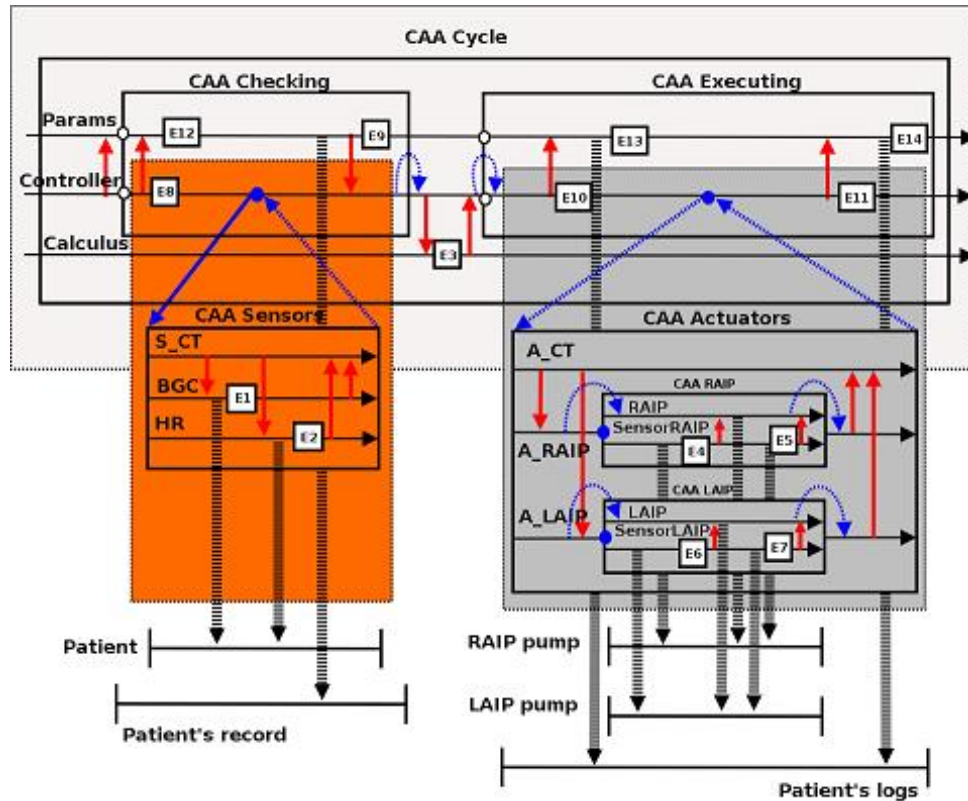 CAA Cycle
CAA Checking
CAA Executing
Params
E12
E9
E13
E14
Controller
E8
E10
E11
Calculus
E3
CAA Sensors
CAA Actuators
S_CT
A_CT
BGC
E1
CAA RAIP
RAIP
HR
E2
SensorRAIP
E4
E5
A_RAIP
CAA LAIP
A_LAIP
LAIP
SensorLAIP
E6
E7
Patient
RAIP pump
LAIP pump
Patient's record
Patient's logs